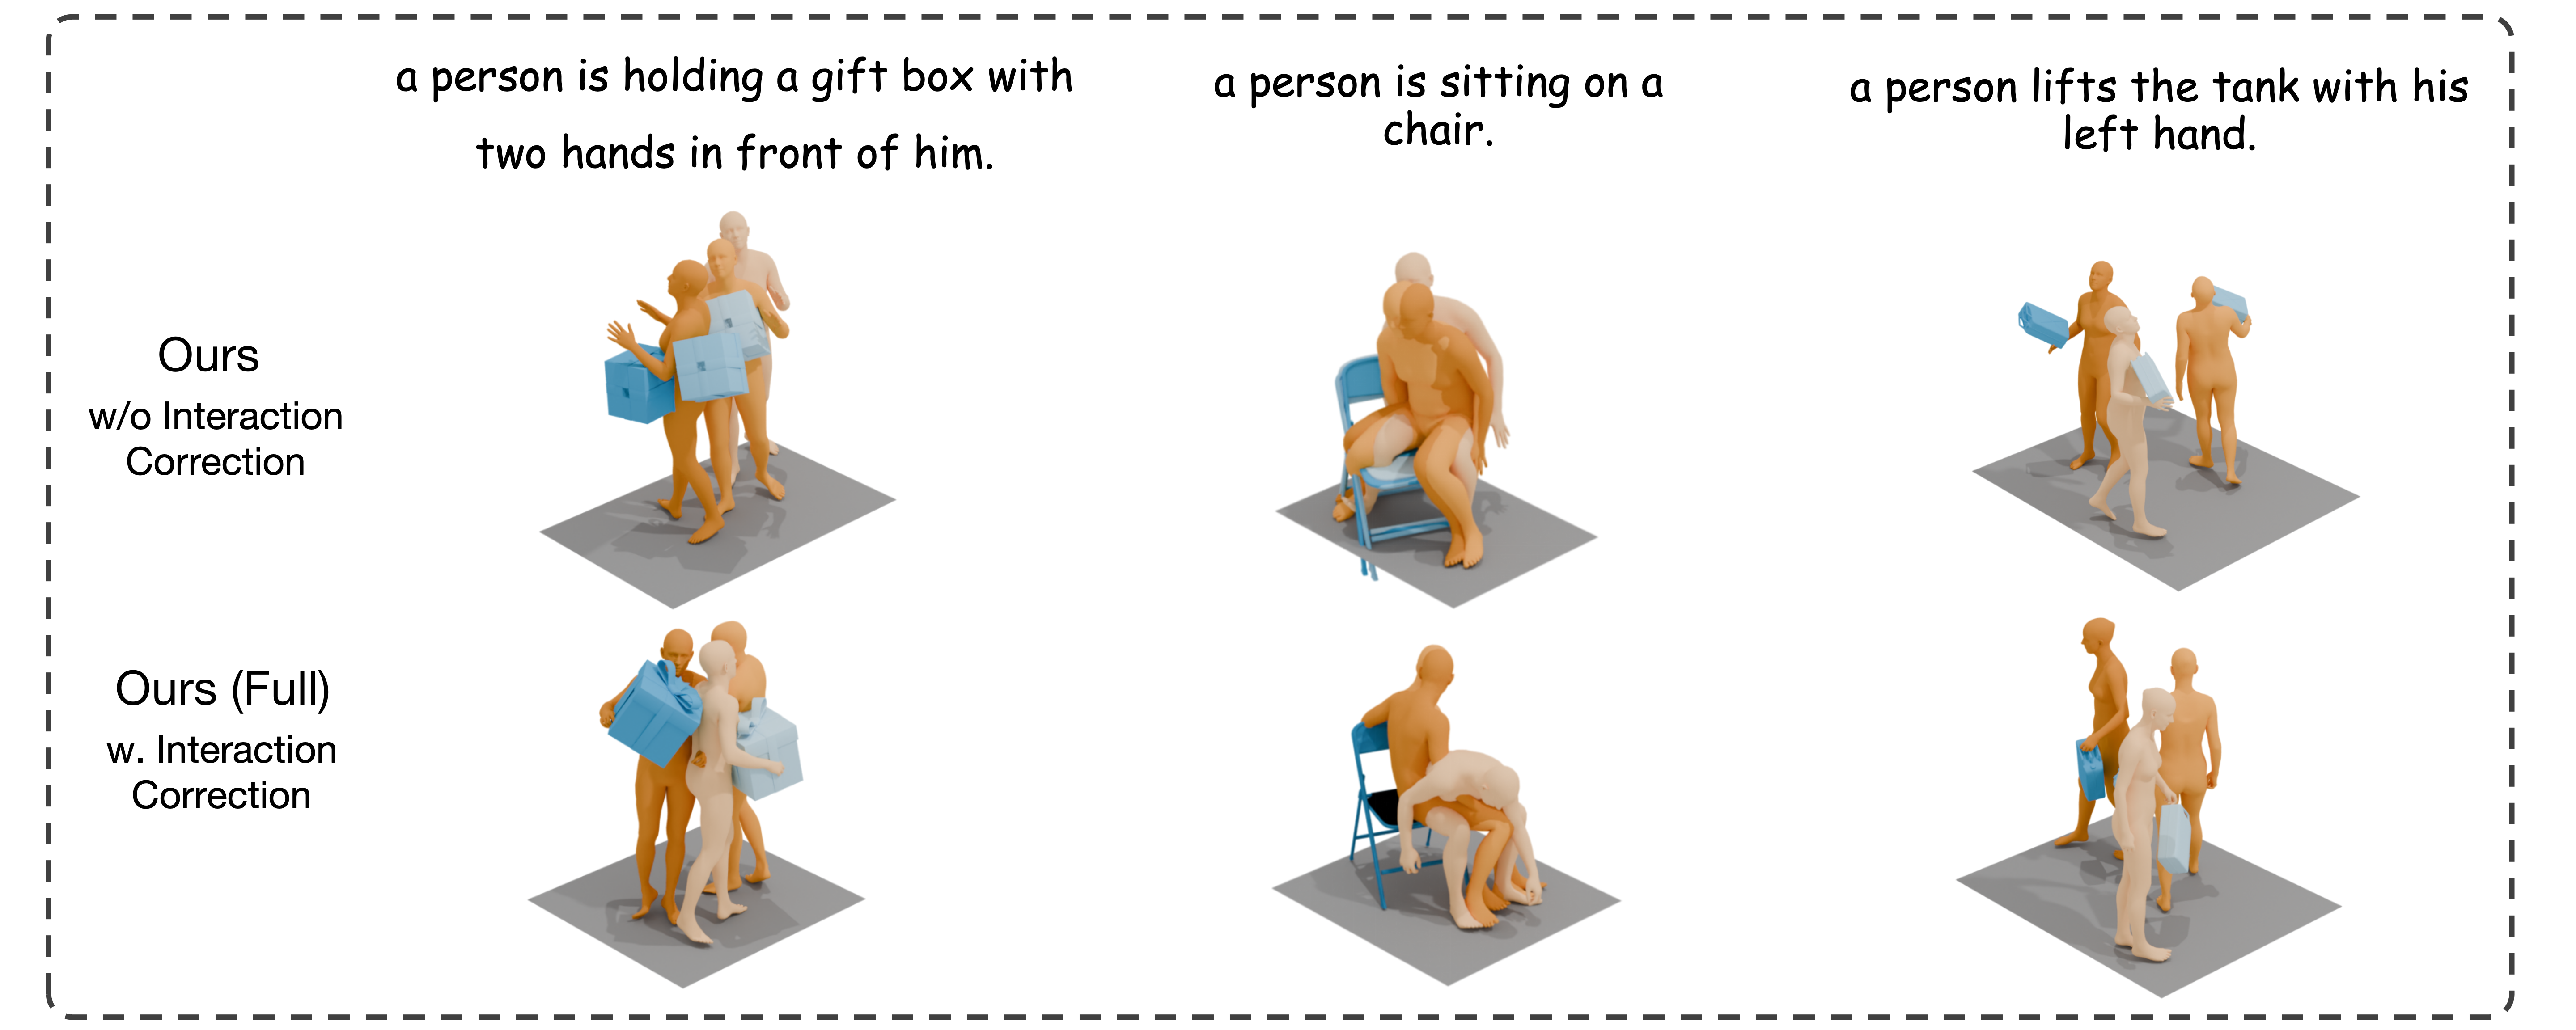 a person is holding a gift box with
two hands in front of him.
a person is sitting on a
chair.
a person lifts the tank with his
left hand.
Ours
w/o Interaction
Correction
Ours (Full)
w. Interaction
Correction